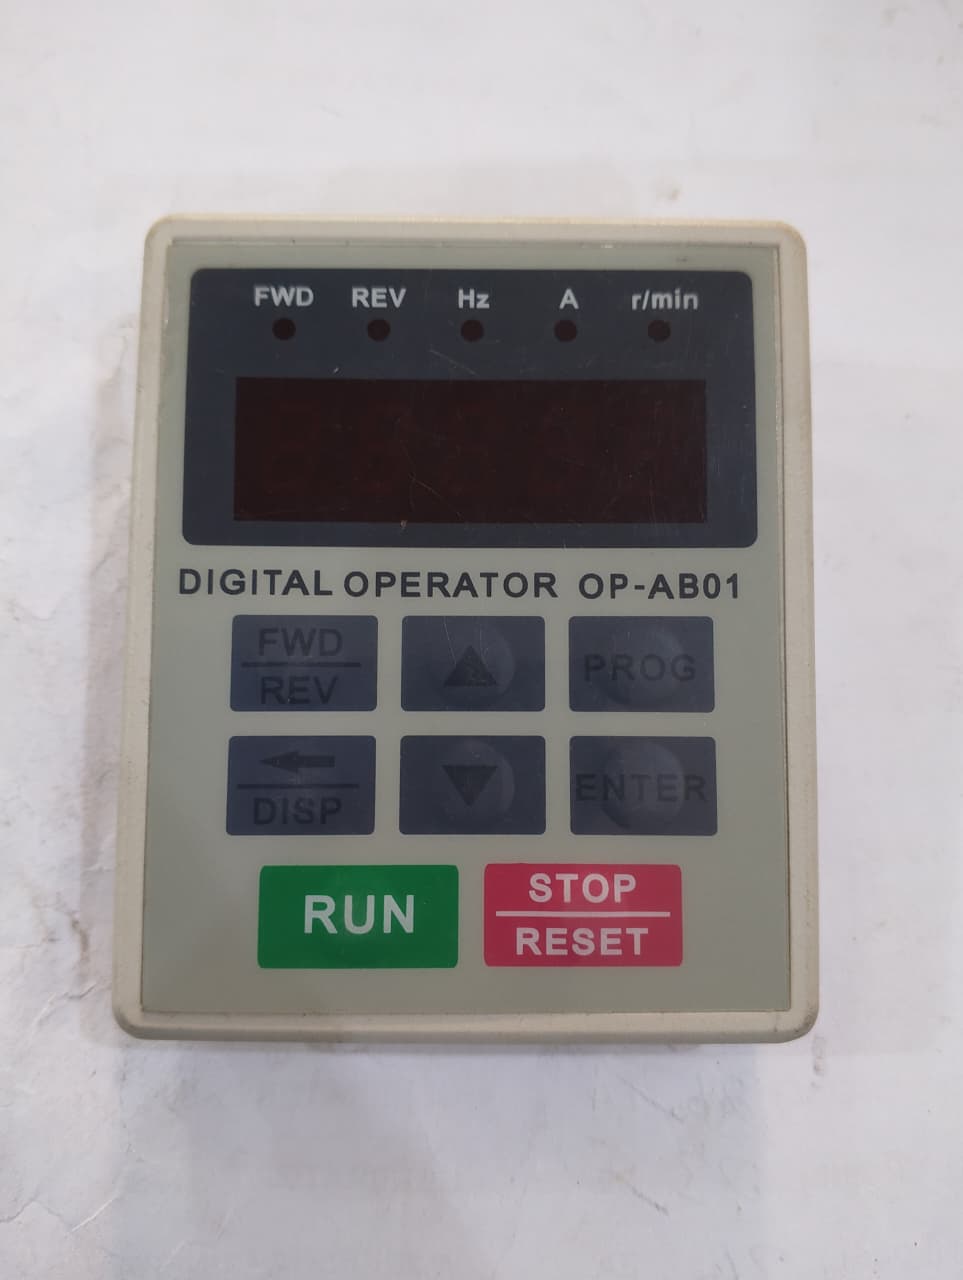 FWD REV Hz A r/min
DIGITAL OPERATOR OP-AB01
FWD
REV
▲
PROG
←
DISP
▼
ENTER
RUN
STOP
RESET